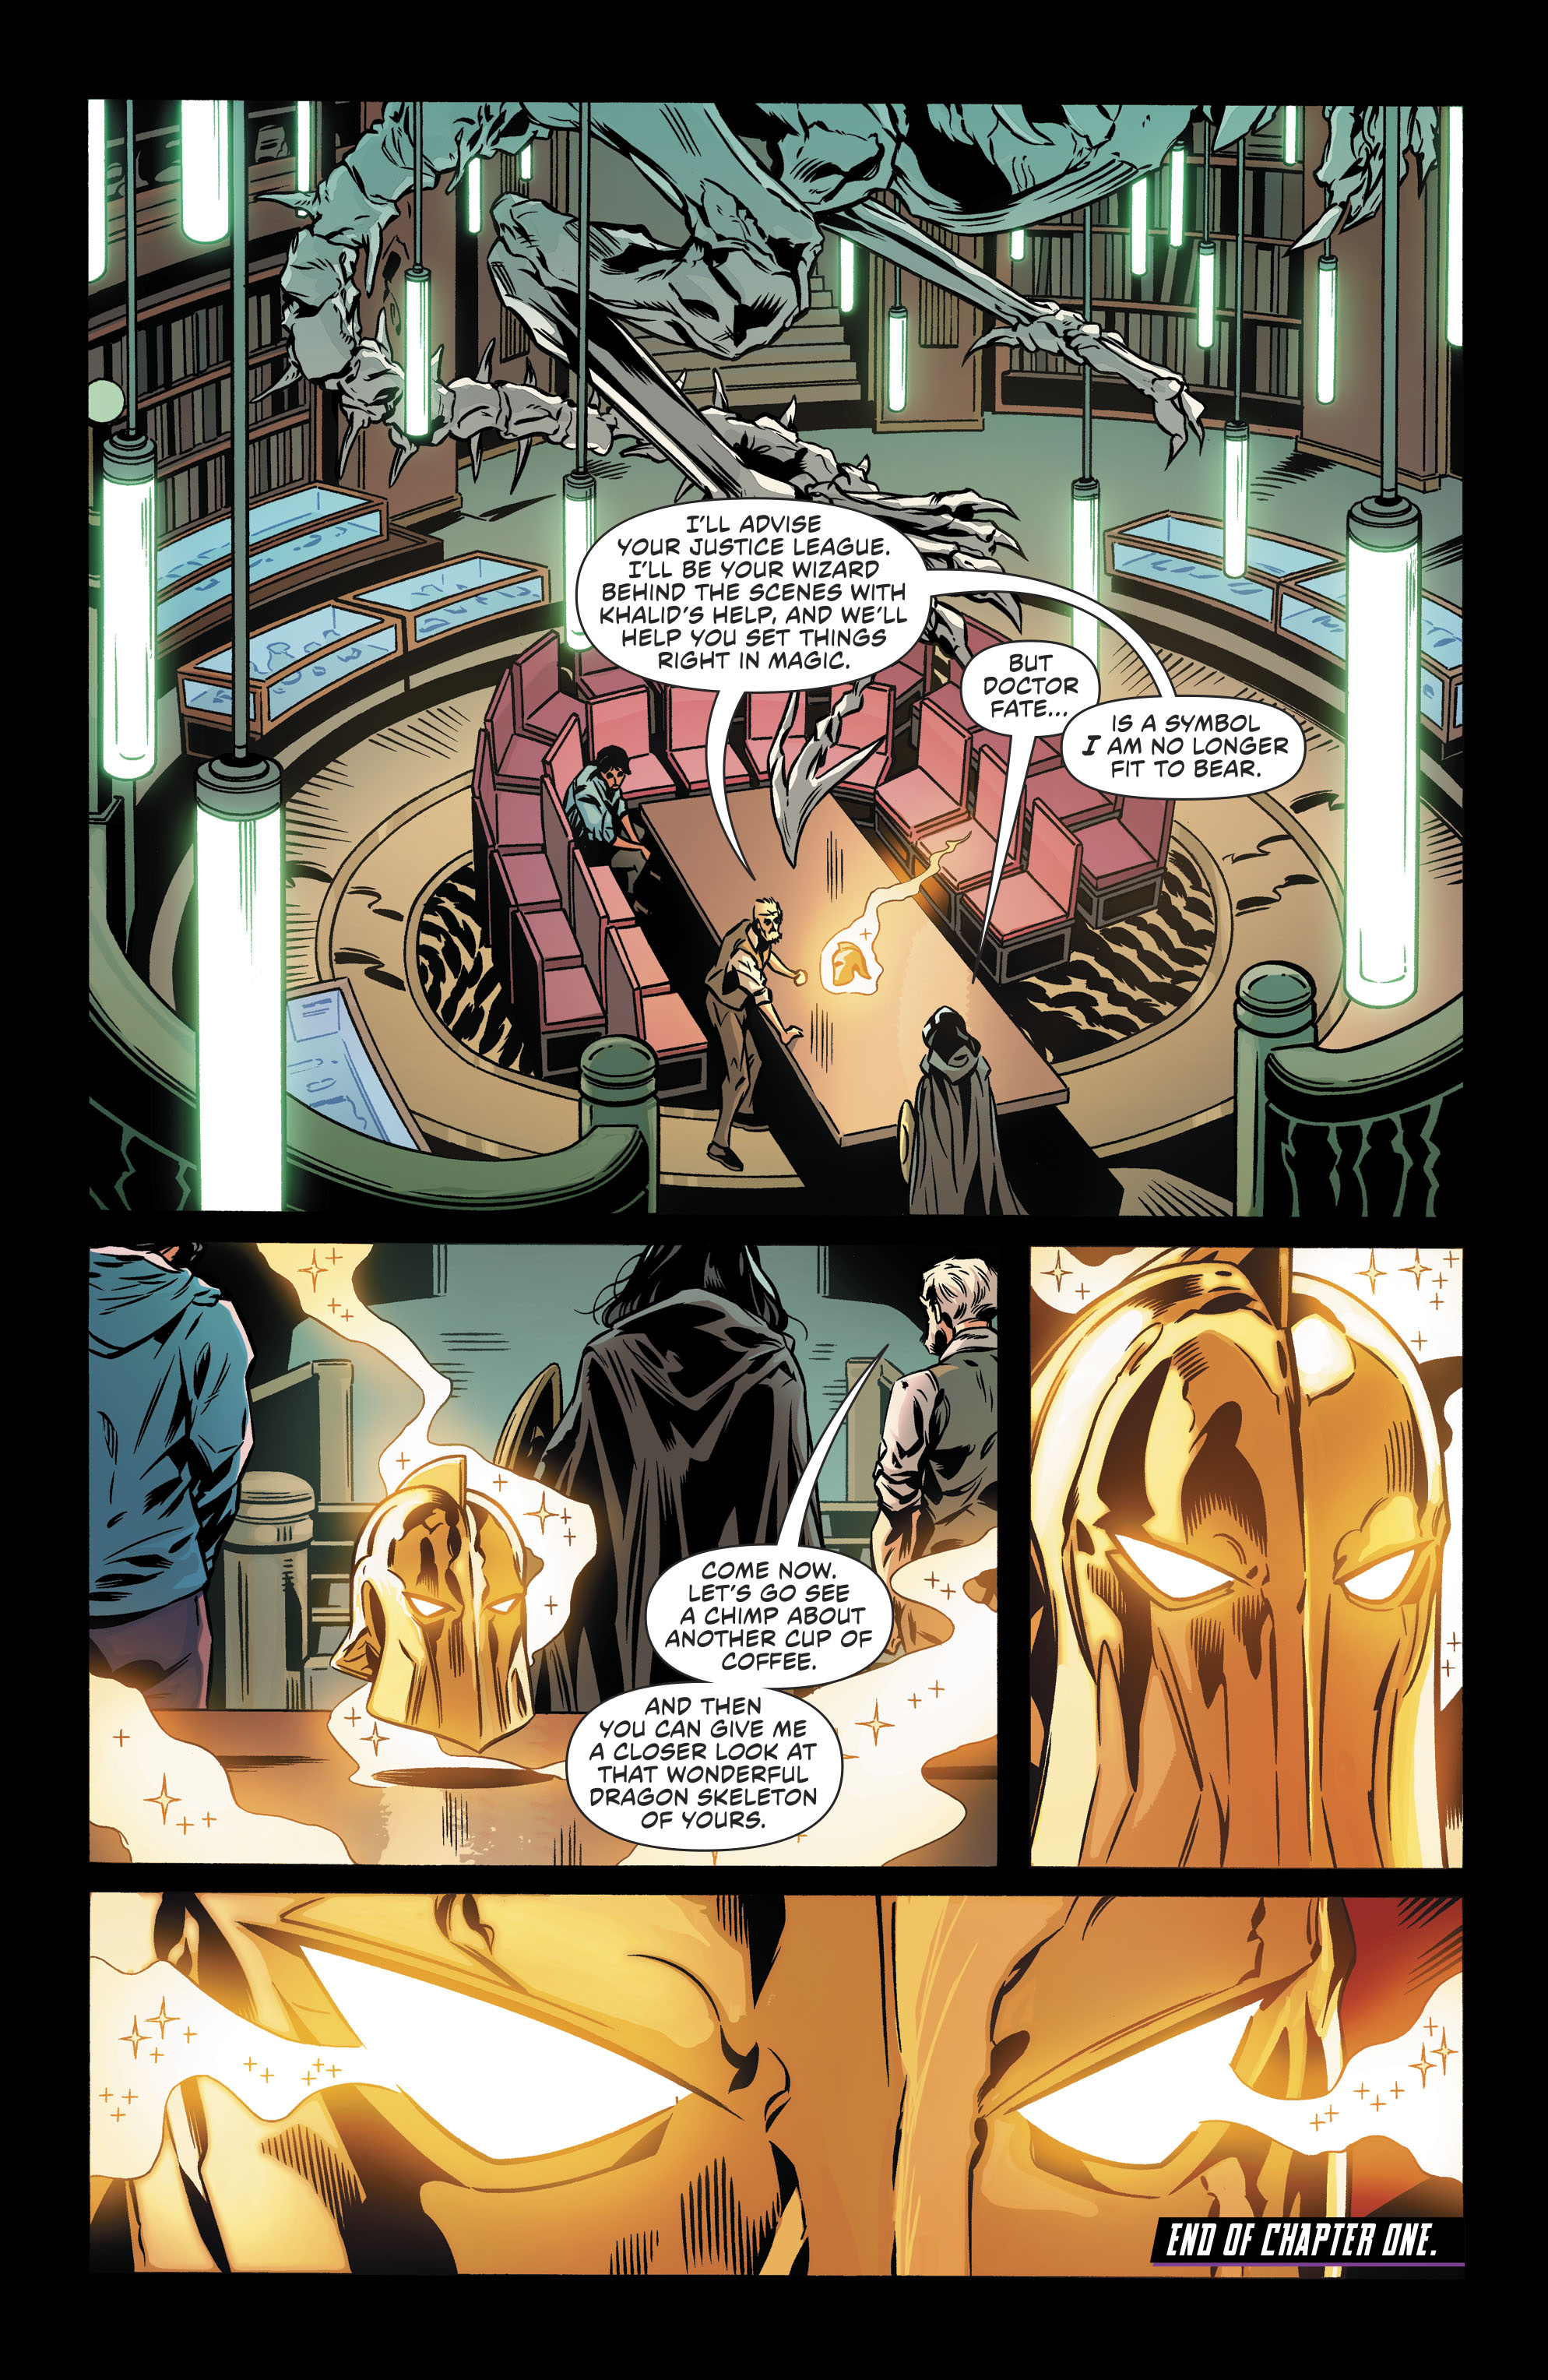 I'LL ADVISE
YOUR JUSTICE LEAGUE.
I'LL BE YOUR WIZARD
BEHIND THE SCENES WITH
KHALID'S HELP, AND WE'LL
HELP YOU SET THINGS
RIGHT IN MAGIC.
BUT
DOCTOR
FATE...
IS A SYMBOL
I AM NO LONGER
FIT TO BEAR.
COME NOW.
LET'S GO SEE
A CHIMP ABOUT
ANOTHER CUP OF
COFFEE.
AND THEN
YOU CAN GIVE ME
A CLOSER LOOK AT
THAT WONDERFUL
DRAGON SKELETON
OF YOURS.
END OF CHAPTER ONE.